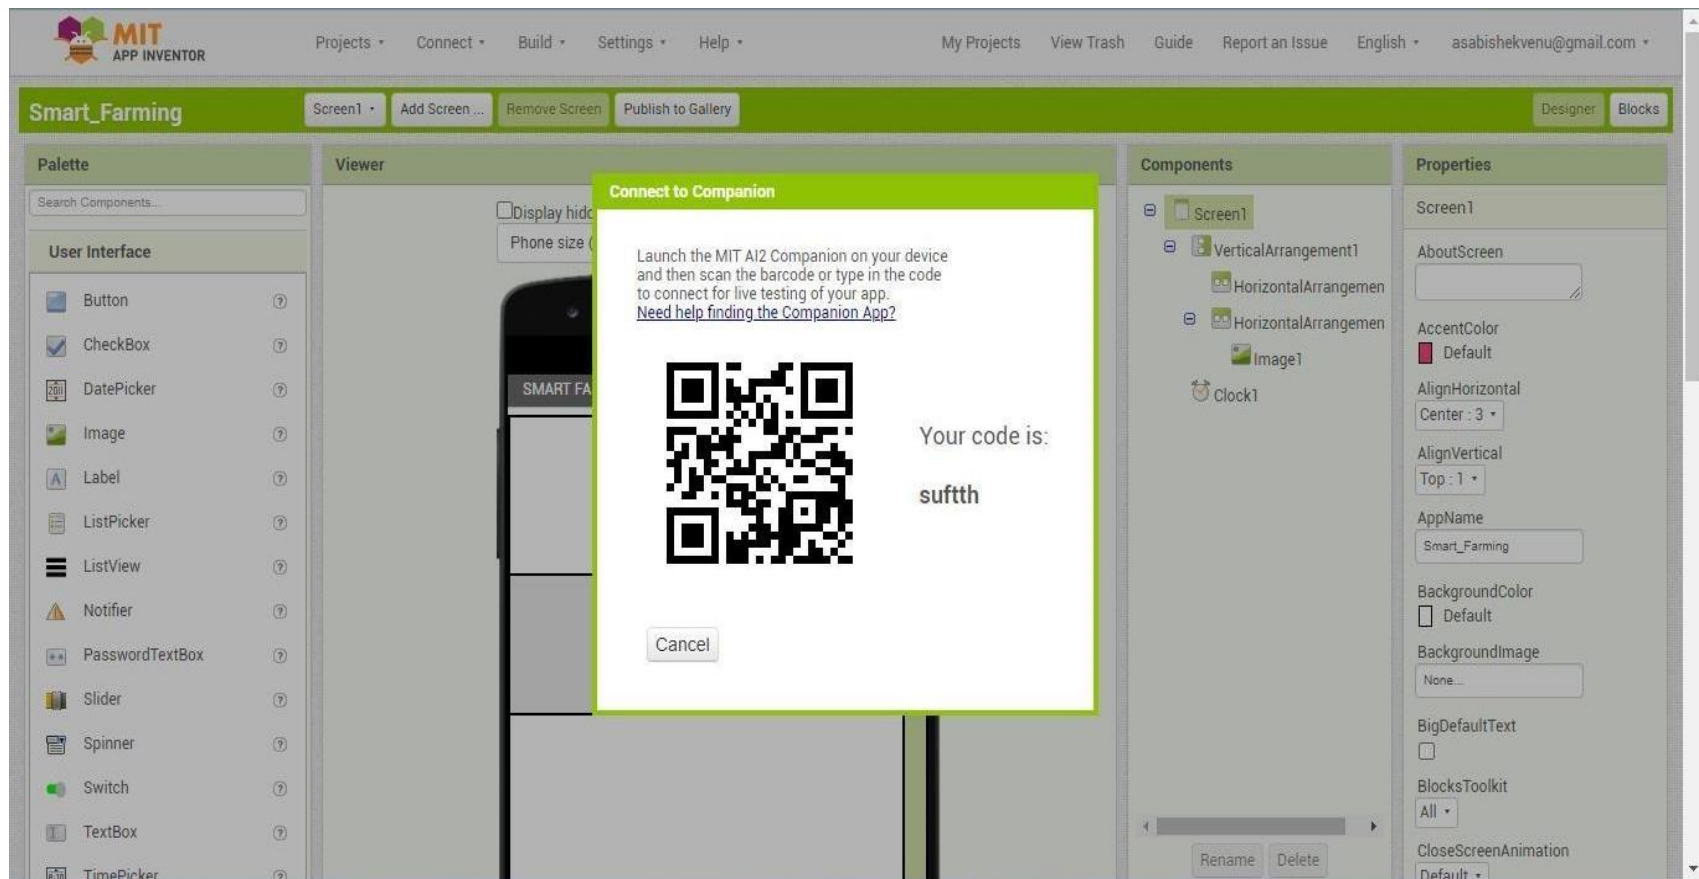 MIT
APP INVENTOR
Projects
Connect
Build
Settings
Help
My Projects
View Trash
Guide
Report an Issue
English
asabishekvenu@gmail.com
Smart_Farming
Screen1
Add Screen ...
Remove Screen
Publish to Gallery
Designer
Blocks
Palette
Search Components...
User Interface
Button
CheckBox
DatePicker
Image
Label
ListPicker
ListView
Notifier
PasswordTextBox
Slider
Spinner
Switch
TextBox
TimePicker
Viewer
Display hidd
Phone size (
SMART FA
Connect to Companion
Launch the MIT AI2 Companion on your device
and then scan the barcode or type in the code
to connect for live testing of your app.
Need help finding the Companion App?
Your code is:
suftth
Cancel
Components
Screen1
VerticalArrangement1
HorizontalArrangemen
HorizontalArrangemen
Image1
Clock1
Rename
Delete
Properties
Screen1
AboutScreen
AccentColor
Default
AlignHorizontal
Center : 3
AlignVertical
Top : 1
AppName
Smart_Farming
BackgroundColor
Default
BackgroundImage
None...
BigDefaultText
BlocksToolkit
All
CloseScreenAnimation
Default